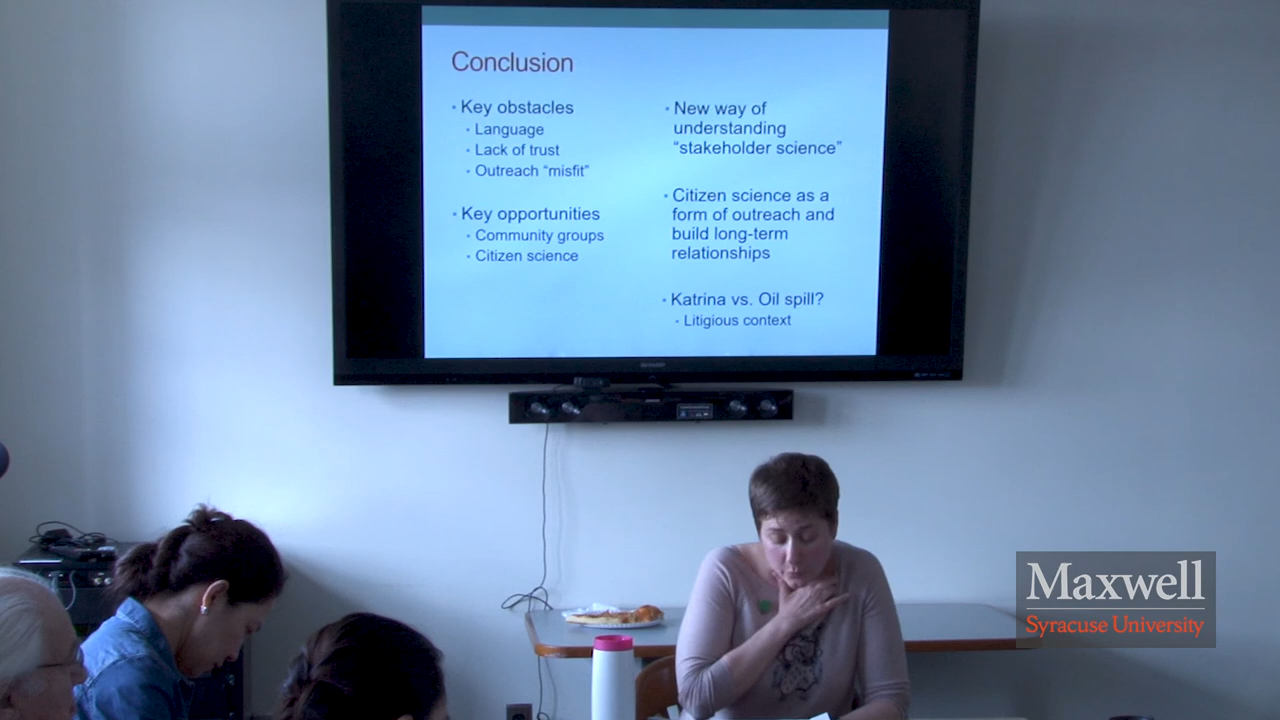 Conclusion
• Key obstacles
• Language
• Lack of trust
• Outreach “misfit”
• Key opportunities
• Community groups
• Citizen science
• New way of
understanding
“stakeholder science”
• Citizen science as a
form of outreach and
build long-term
relationships
• Katrina vs. Oil spill?
• Litigious context
SHARP
Maxwell
Syracuse University